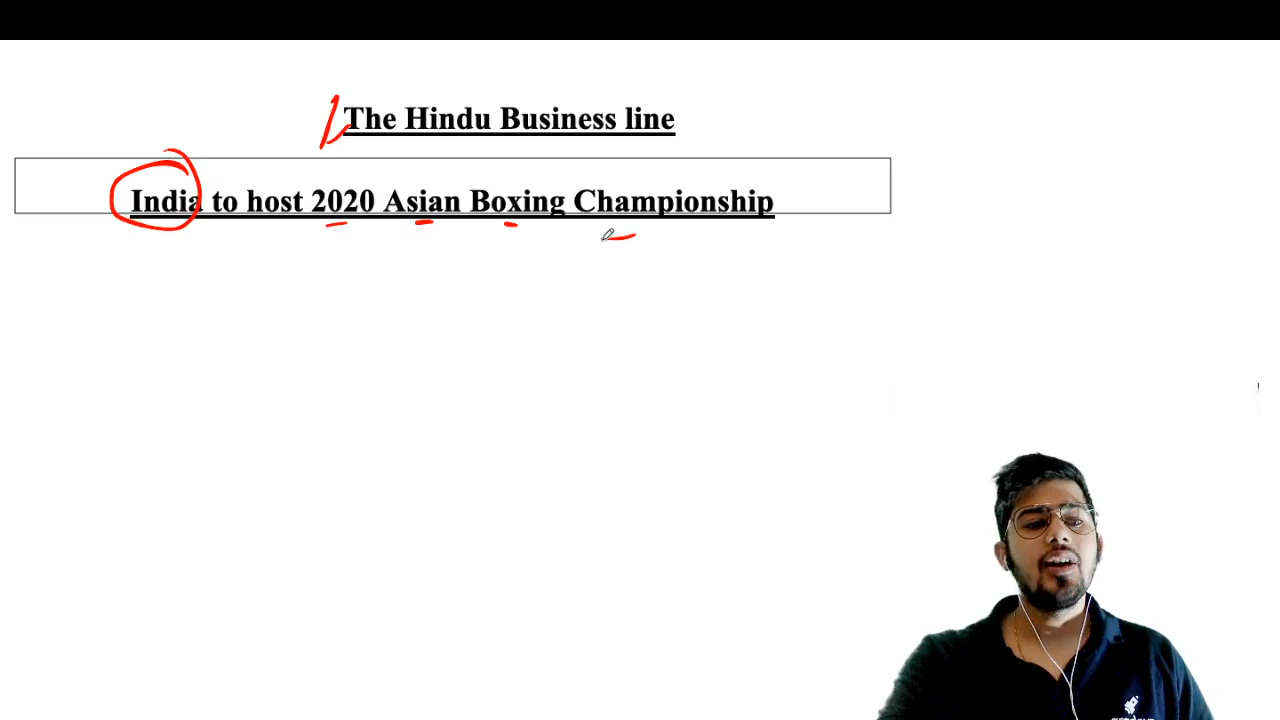 The Hindu Business line
India to host 2020 Asian Boxing Championship